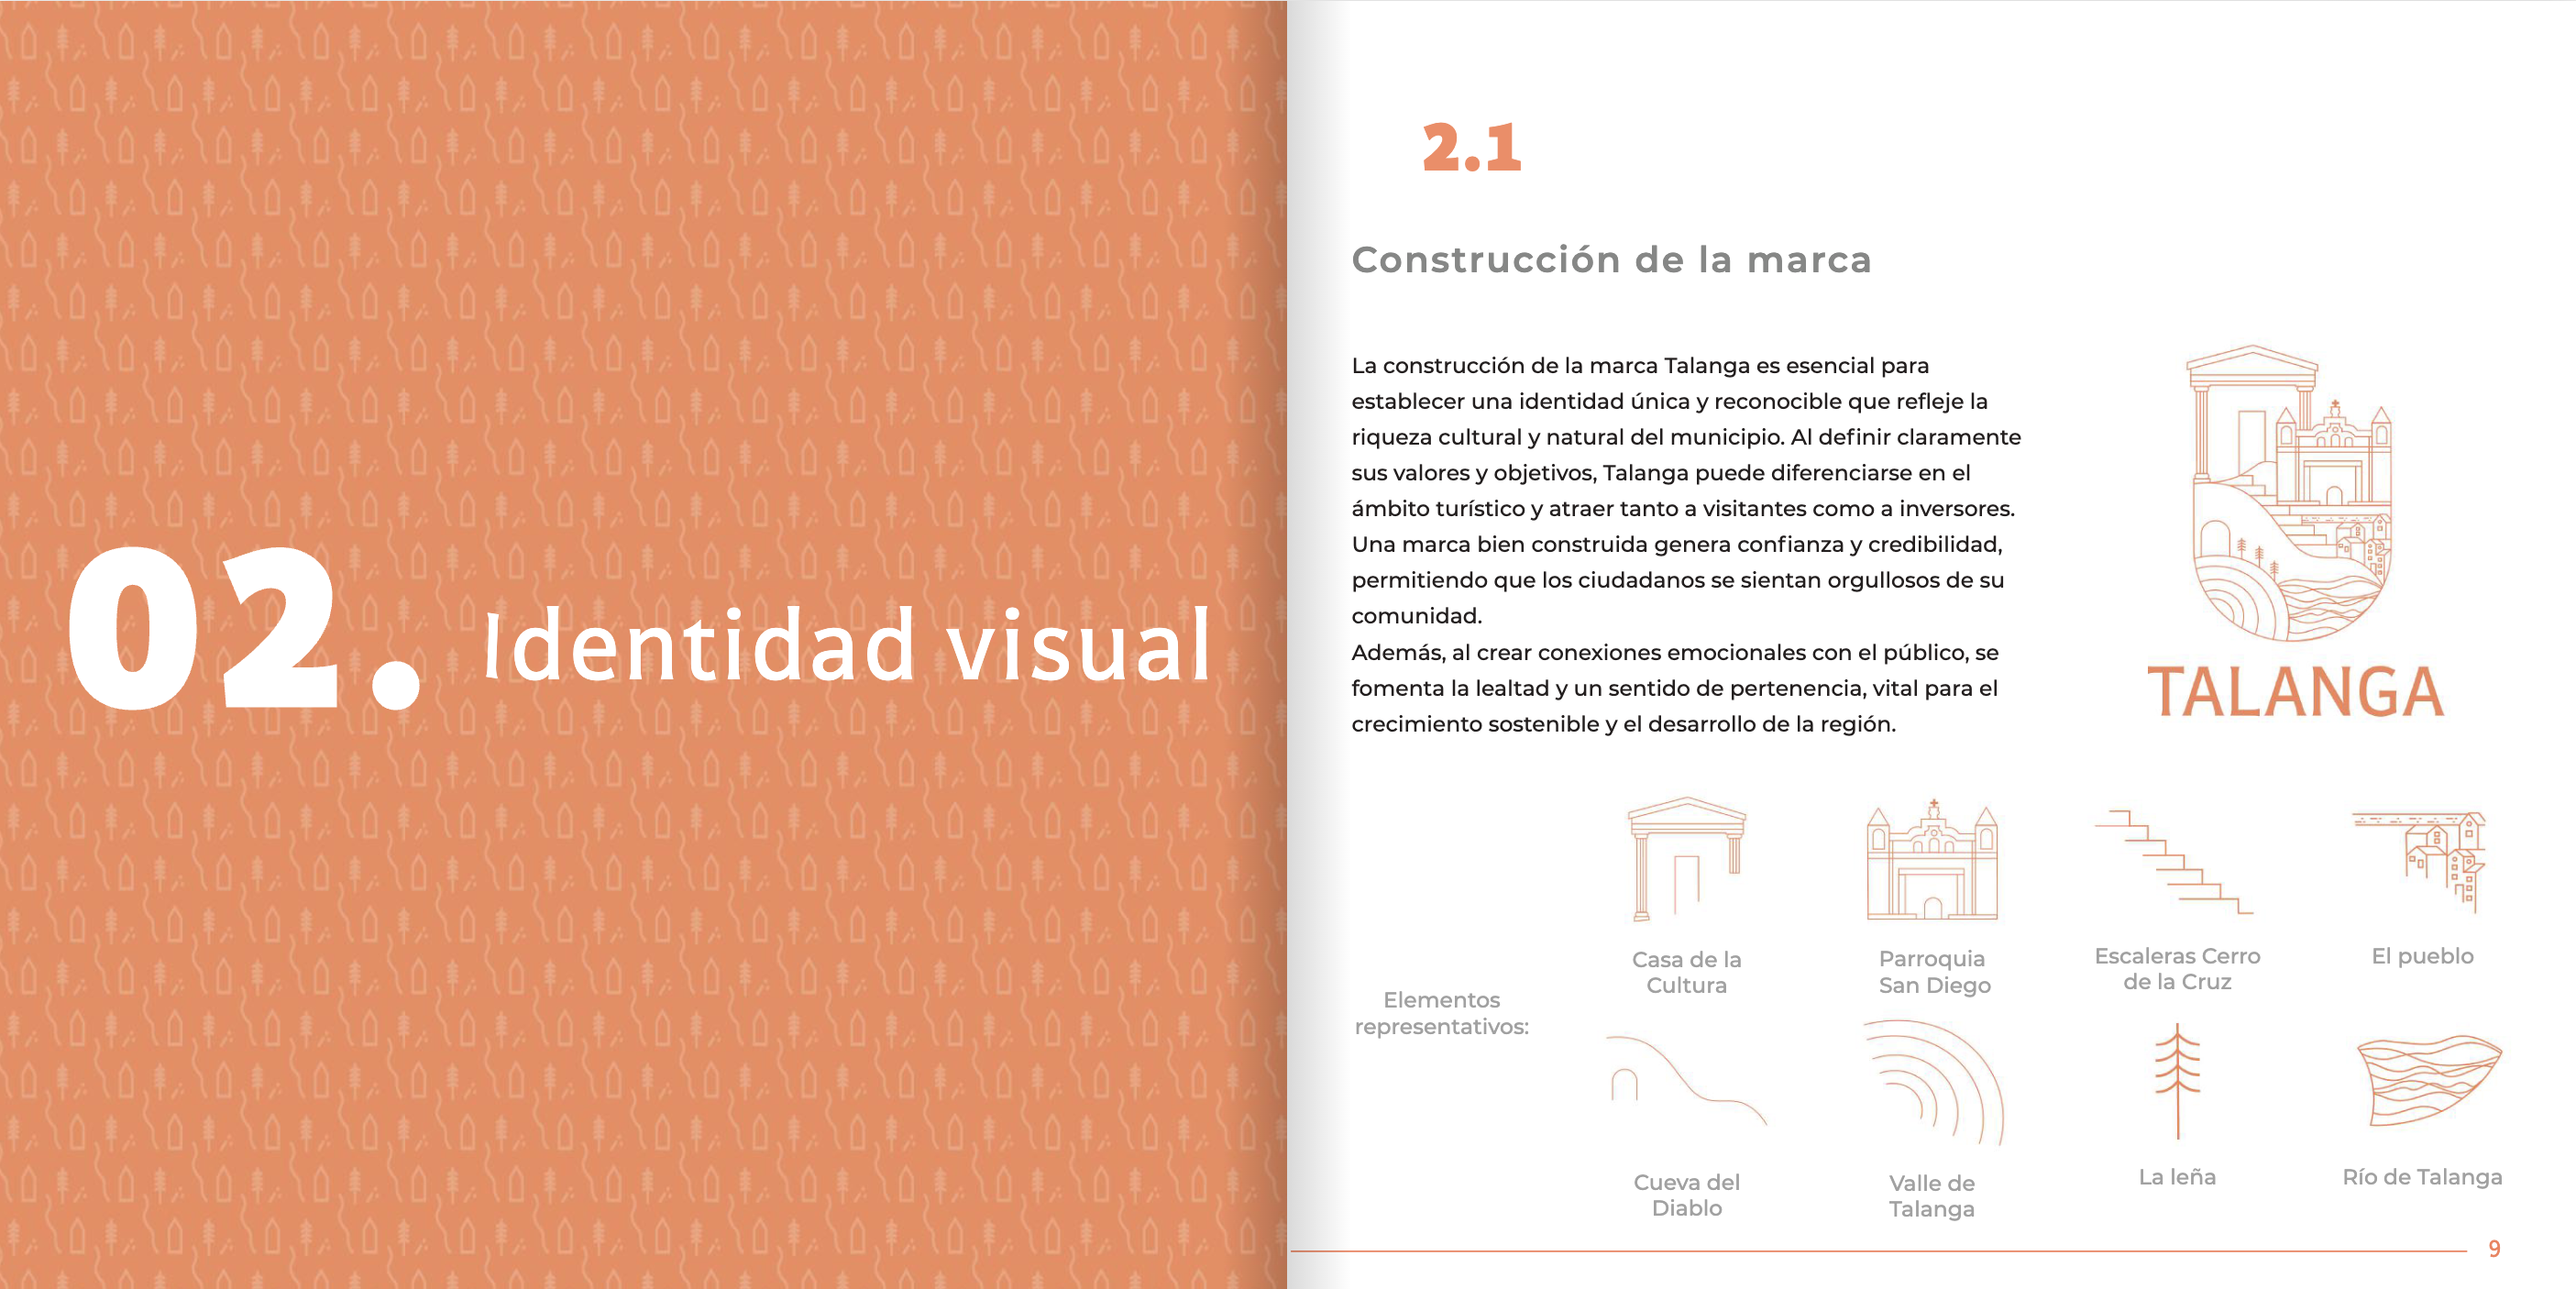 02. Identidad visual
2.1
Construcción de la marca
La construcción de la marca Talanga es esencial para
establecer una identidad única y reconocible que refleje la
riqueza cultural y natural del municipio. Al definir claramente
sus valores y objetivos, Talanga puede diferenciarse en el
ámbito turístico y atraer tanto a visitantes como a inversores.
Una marca bien construida genera confianza y credibilidad,
permitiendo que los ciudadanos se sientan orgullosos de su
comunidad.
Además, al crear conexiones emocionales con el público, se
fomenta la lealtad y un sentido de pertenencia, vital para el
crecimiento sostenible y el desarrollo de la región.
TALANGA
Elementos
representativos:
Casa de la
Cultura
Parroquia
San Diego
Escaleras Cerro
de la Cruz
El pueblo
Cueva del
Diablo
Valle de
Talanga
La leña
Río de Talanga
9